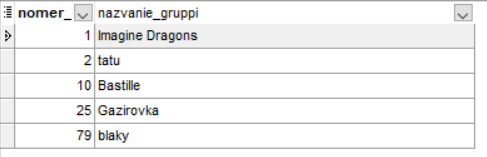 nomer_ nazvanie_gruppi
1 Imagine Dragons
2 tatu
10 Bastille
25 Gazirovka
79 blaky